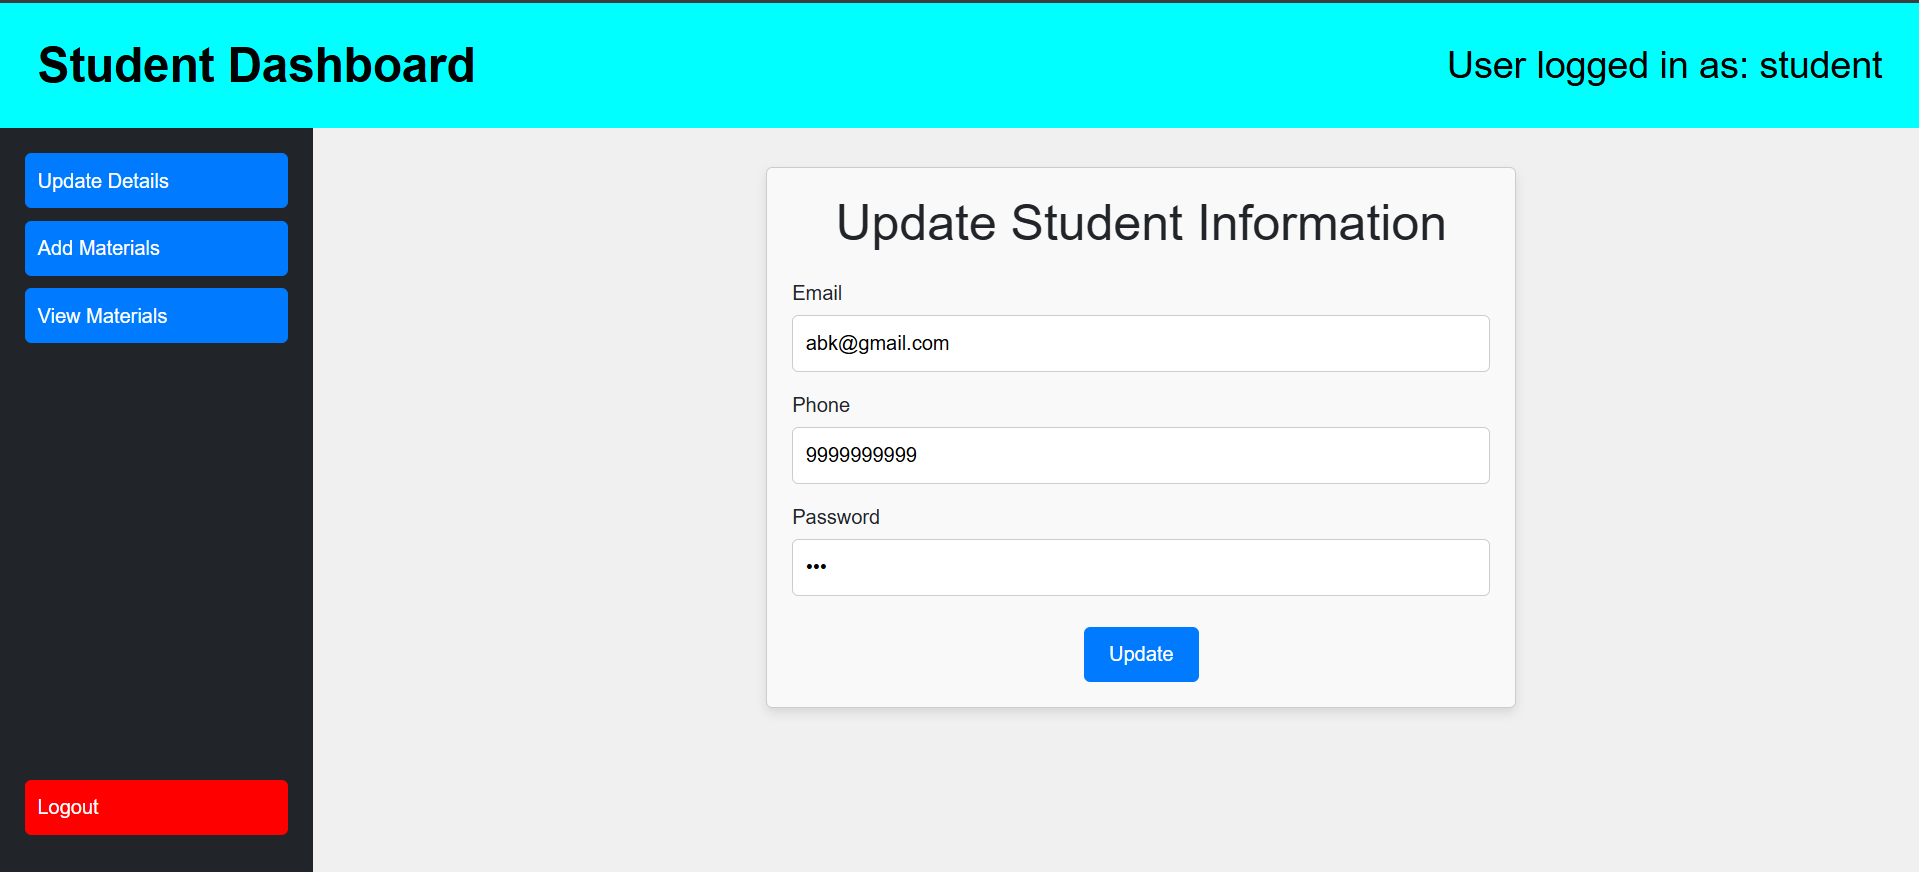 Student Dashboard
User logged in as: student
Update Details
Add Materials
View Materials
Logout
Update Student Information
Email
abk@gmail.com
Phone
9999999999
Password
•••
Update